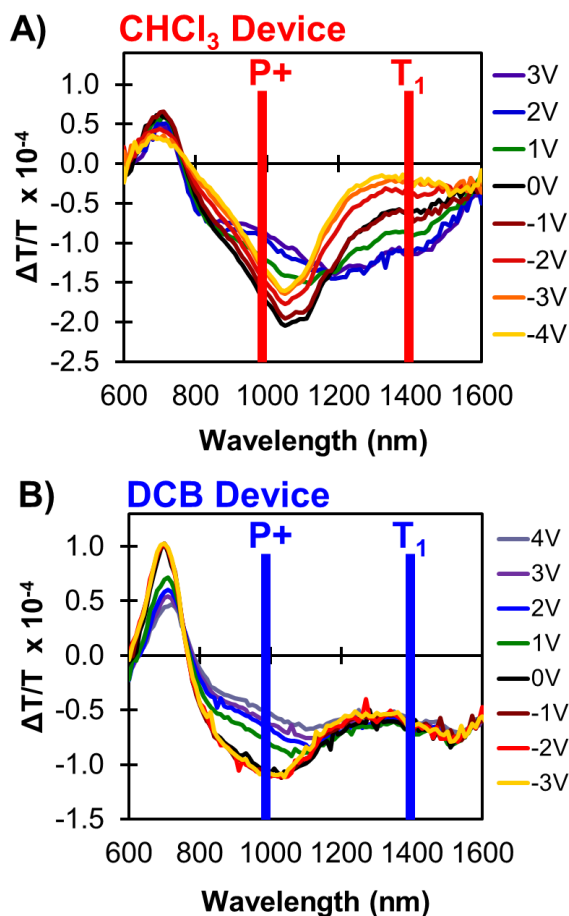 A)
CHCl₃ Device
P+
T₁
1.0
0.5
0.0
-0.5
-1.0
-1.5
-2.0
-2.5
ΔT/T x 10⁻⁴
600 800 1000 1200 1400 1600
Wavelength (nm)
3V
2V
1V
0V
-1V
-2V
-3V
-4V
B)
DCB Device
P+
T₁
1.0
0.5
0.0
-0.5
-1.0
-1.5
ΔT/T x 10⁻⁴
600 800 1000 1200 1400 1600
Wavelength (nm)
4V
3V
2V
1V
0V
-1V
-2V
-3V